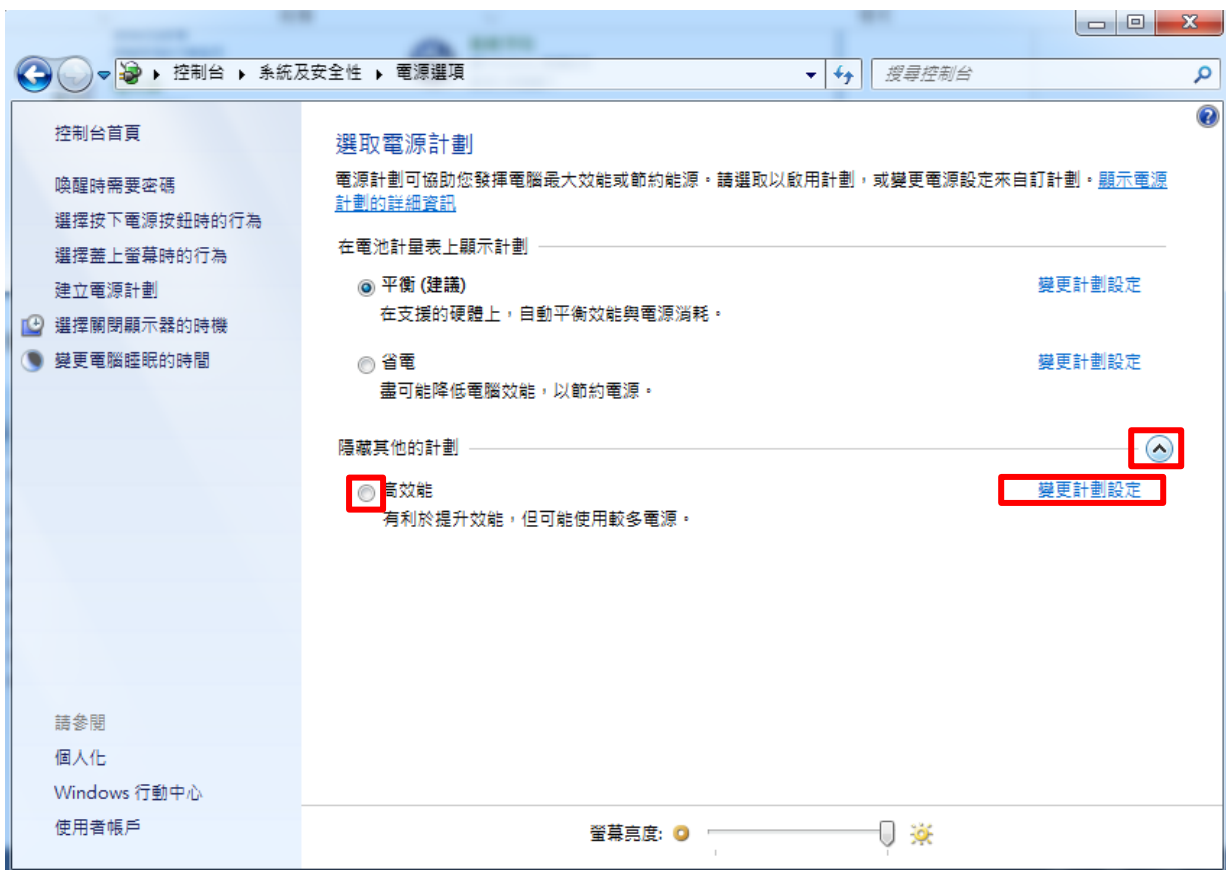 控制台 ▸ 系統及安全性 ▸ 電源選項
搜尋控制台
控制台首頁
喚醒時需要密碼
選擇按下電源按鈕時的行為
選擇蓋上螢幕時的行為
建立電源計劃
選擇關閉顯示器的時機
變更電腦睡眠的時間
請參閱
個人化
Windows 行動中心
使用者帳戶
選取電源計劃
電源計劃可協助您發揮電腦最大效能或節約能源。請選取以啟用計劃，或變更電源設定來自訂計劃。顯示電源
計劃的詳細資訊
在電池計量表上顯示計劃
平衡 (建議) 變更計劃設定
在支援的硬體上，自動平衡效能與電源消耗。
省電 變更計劃設定
盡可能降低電腦效能，以節約電源。
隱藏其他的計劃
高效能 變更計劃設定
有利於提升效能，但可能使用較多電源。
螢幕亮度: